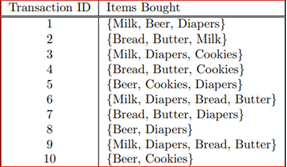 Transaction ID Items Bought
1 {Milk, Beer, Diapers}
2 {Bread, Butter, Milk}
3 {Milk, Diapers, Cookies}
4 {Bread, Butter, Cookies}
5 {Beer, Cookies, Diapers}
6 {Milk, Diapers, Bread, Butter}
7 {Bread, Butter, Diapers}
8 {Beer, Diapers}
9 {Milk, Diapers, Bread, Butter}
10 {Beer, Cookies}